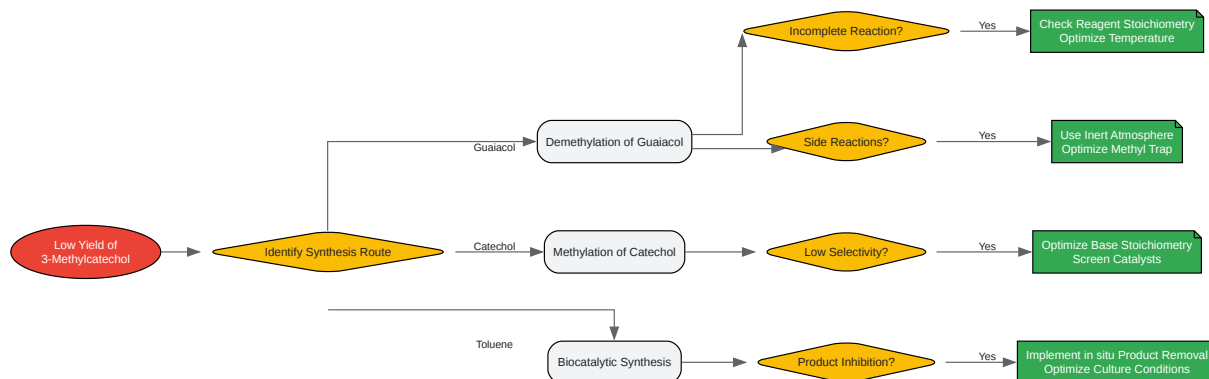 Incomplete Reaction?
Yes
Check Reagent Stoichiometry
Optimize Temperature
Guaiacol
Demethylation of Guaiacol
Side Reactions?
Yes
Use Inert Atmosphere
Optimize Methyl Trap
Low Yield of
3-Methylcatechol
Identify Synthesis Route
Catechol
Methylation of Catechol
Low Selectivity?
Yes
Optimize Base Stoichiometry
Screen Catalysts
Toluene
Biocatalytic Synthesis
Product Inhibition?
Yes
Implement in situ Product Removal
Optimize Culture Conditions